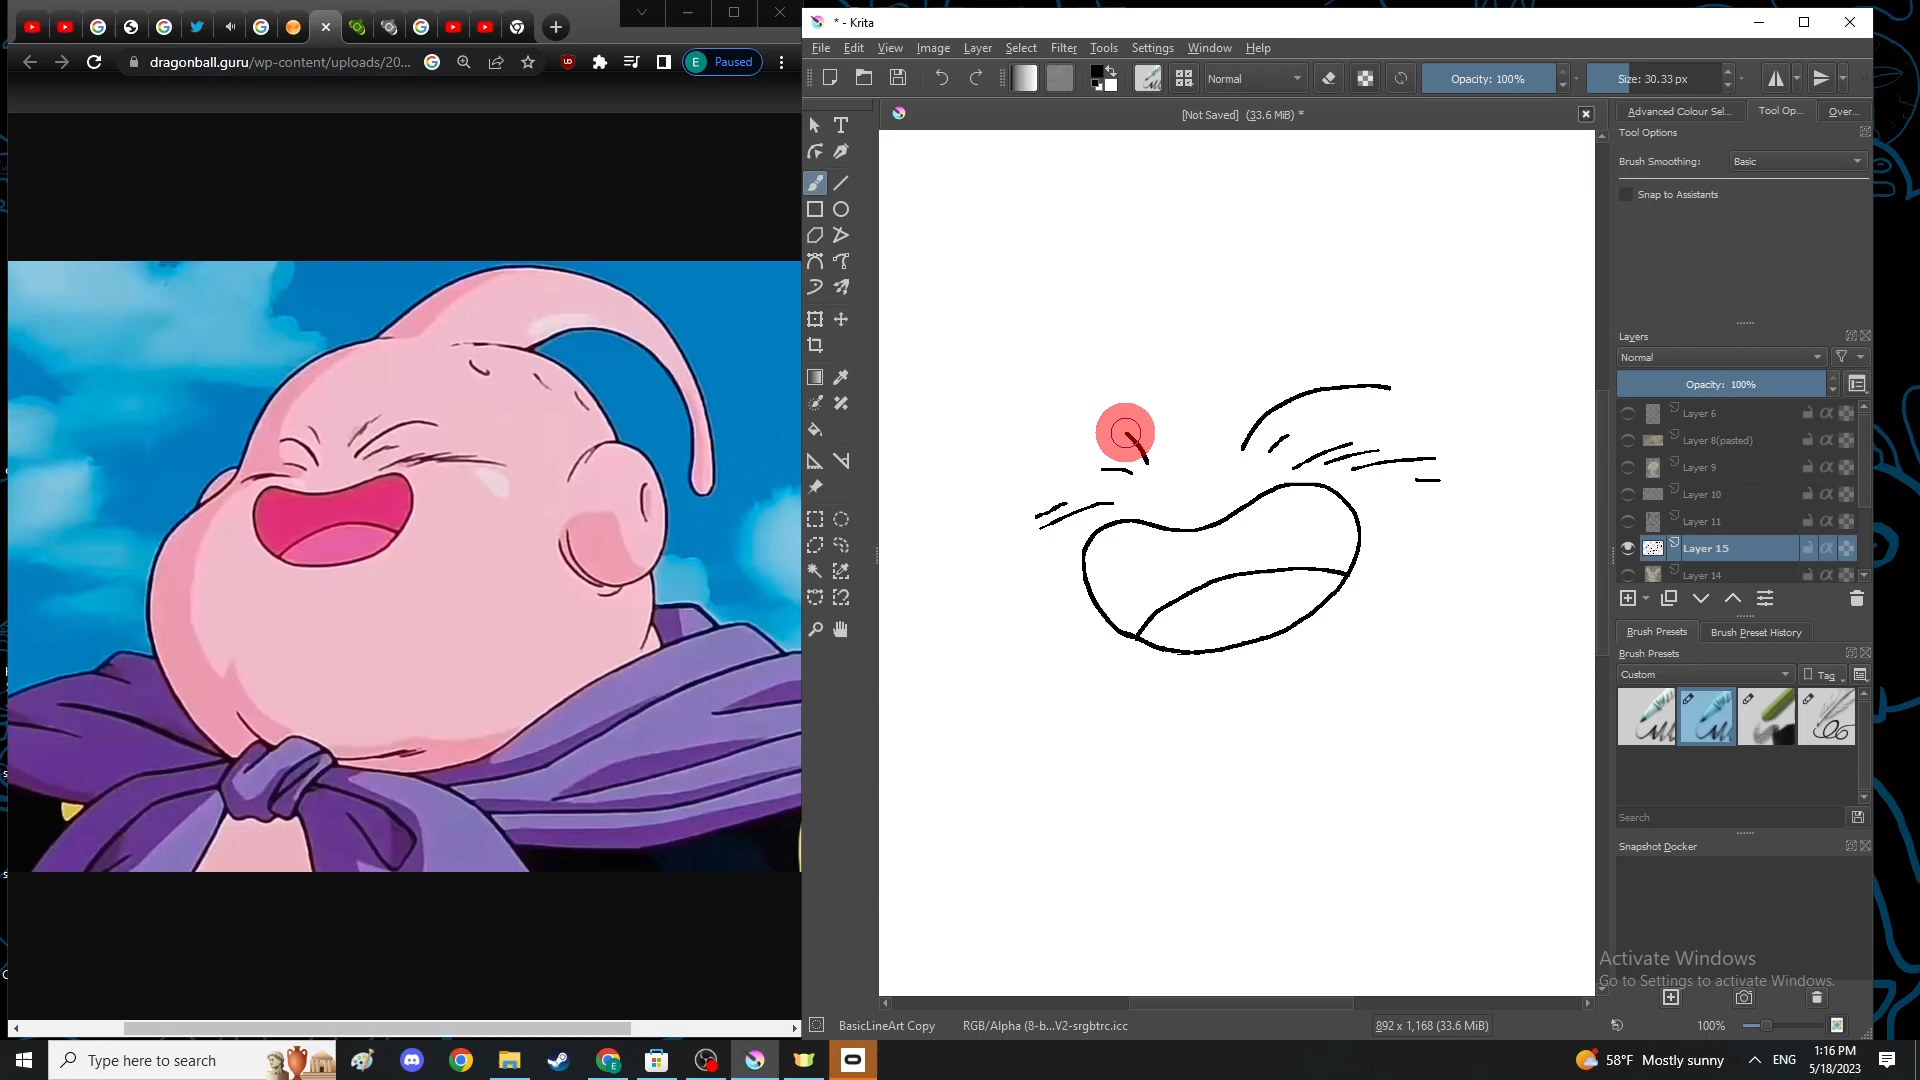 * - Krita
dragonball.guru/wp-content/uploads/20...
Paused
File Edit View Image Layer Select Filter Tools Settings Window Help
Normal
Opacity: 100%
Size: 30.33 px
[Not Saved] (33.6 MiB) *
Advanced Colour Sel...
Tool Op...
Over...
Tool Options
Brush Smoothing:
Basic
Snap to Assistants
Layers
Normal
Opacity: 100%
Layer 6
Layer 8(pasted)
Layer 9
Layer 10
Layer 11
Layer 15
Layer 14
Brush Presets
Brush Preset History
Brush Presets
Custom
Tag
Search
Snapshot Docker
Activate Windows
Go to Settings to activate Windows.
BasicLineArt Copy
RGB/Alpha (8-b...V2-srgbtrc.icc
892 x 1,168 (33.6 MiB)
100%
Type here to search
58°F Mostly sunny
ENG
1:16 PM
5/18/2023